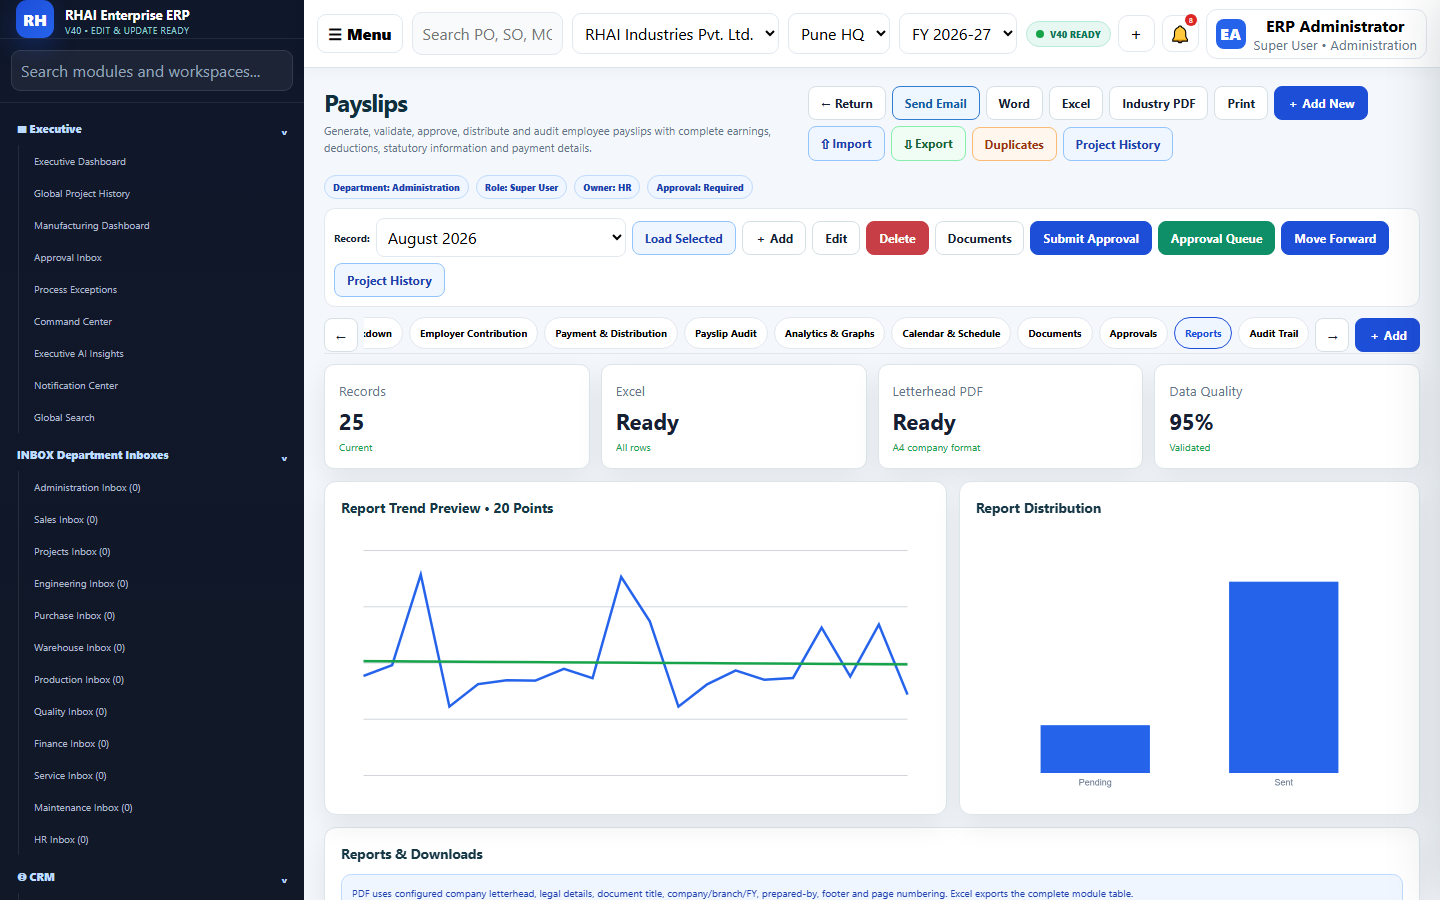 RH
RHAI Enterprise ERP
V40 • EDIT & UPDATE READY
Search modules and workspaces...
Executive
Executive Dashboard
Global Project History
Manufacturing Dashboard
Approval Inbox
Process Exceptions
Command Center
Executive AI Insights
Notification Center
Global Search
INBOX Department Inboxes
Administration Inbox (0)
Sales Inbox (0)
Projects Inbox (0)
Engineering Inbox (0)
Purchase Inbox (0)
Warehouse Inbox (0)
Production Inbox (0)
Quality Inbox (0)
Finance Inbox (0)
Service Inbox (0)
Maintenance Inbox (0)
HR Inbox (0)
CRM
☰ Menu
Search PO, SO, MO
RHAI Industries Pvt. Ltd.
Pune HQ
FY 2026-27
V40 READY
+
8
EA
ERP Administrator
Super User • Administration
Payslips
Generate, validate, approve, distribute and audit employee payslips with complete earnings,
deductions, statutory information and payment details.
← Return
Send Email
Word
Excel
Industry PDF
Print
+ Add New
⇧ Import
⇩ Export
Duplicates
Project History
Department: Administration
Role: Super User
Owner: HR
Approval: Required
Record:
August 2026
Load Selected
+ Add
Edit
Delete
Documents
Submit Approval
Approval Queue
Move Forward
Project History
←
kdown
Employer Contribution
Payment & Distribution
Payslip Audit
Analytics & Graphs
Calendar & Schedule
Documents
Approvals
Reports
Audit Trail
→
+ Add
Records
25
Current
Excel
Ready
All rows
Letterhead PDF
Ready
A4 company format
Data Quality
95%
Validated
Report Trend Preview • 20 Points
Report Distribution
Pending
Sent
Reports & Downloads
PDF uses configured company letterhead, legal details, document title, company/branch/FY, prepared-by, footer and page numbering. Excel exports the complete module table.